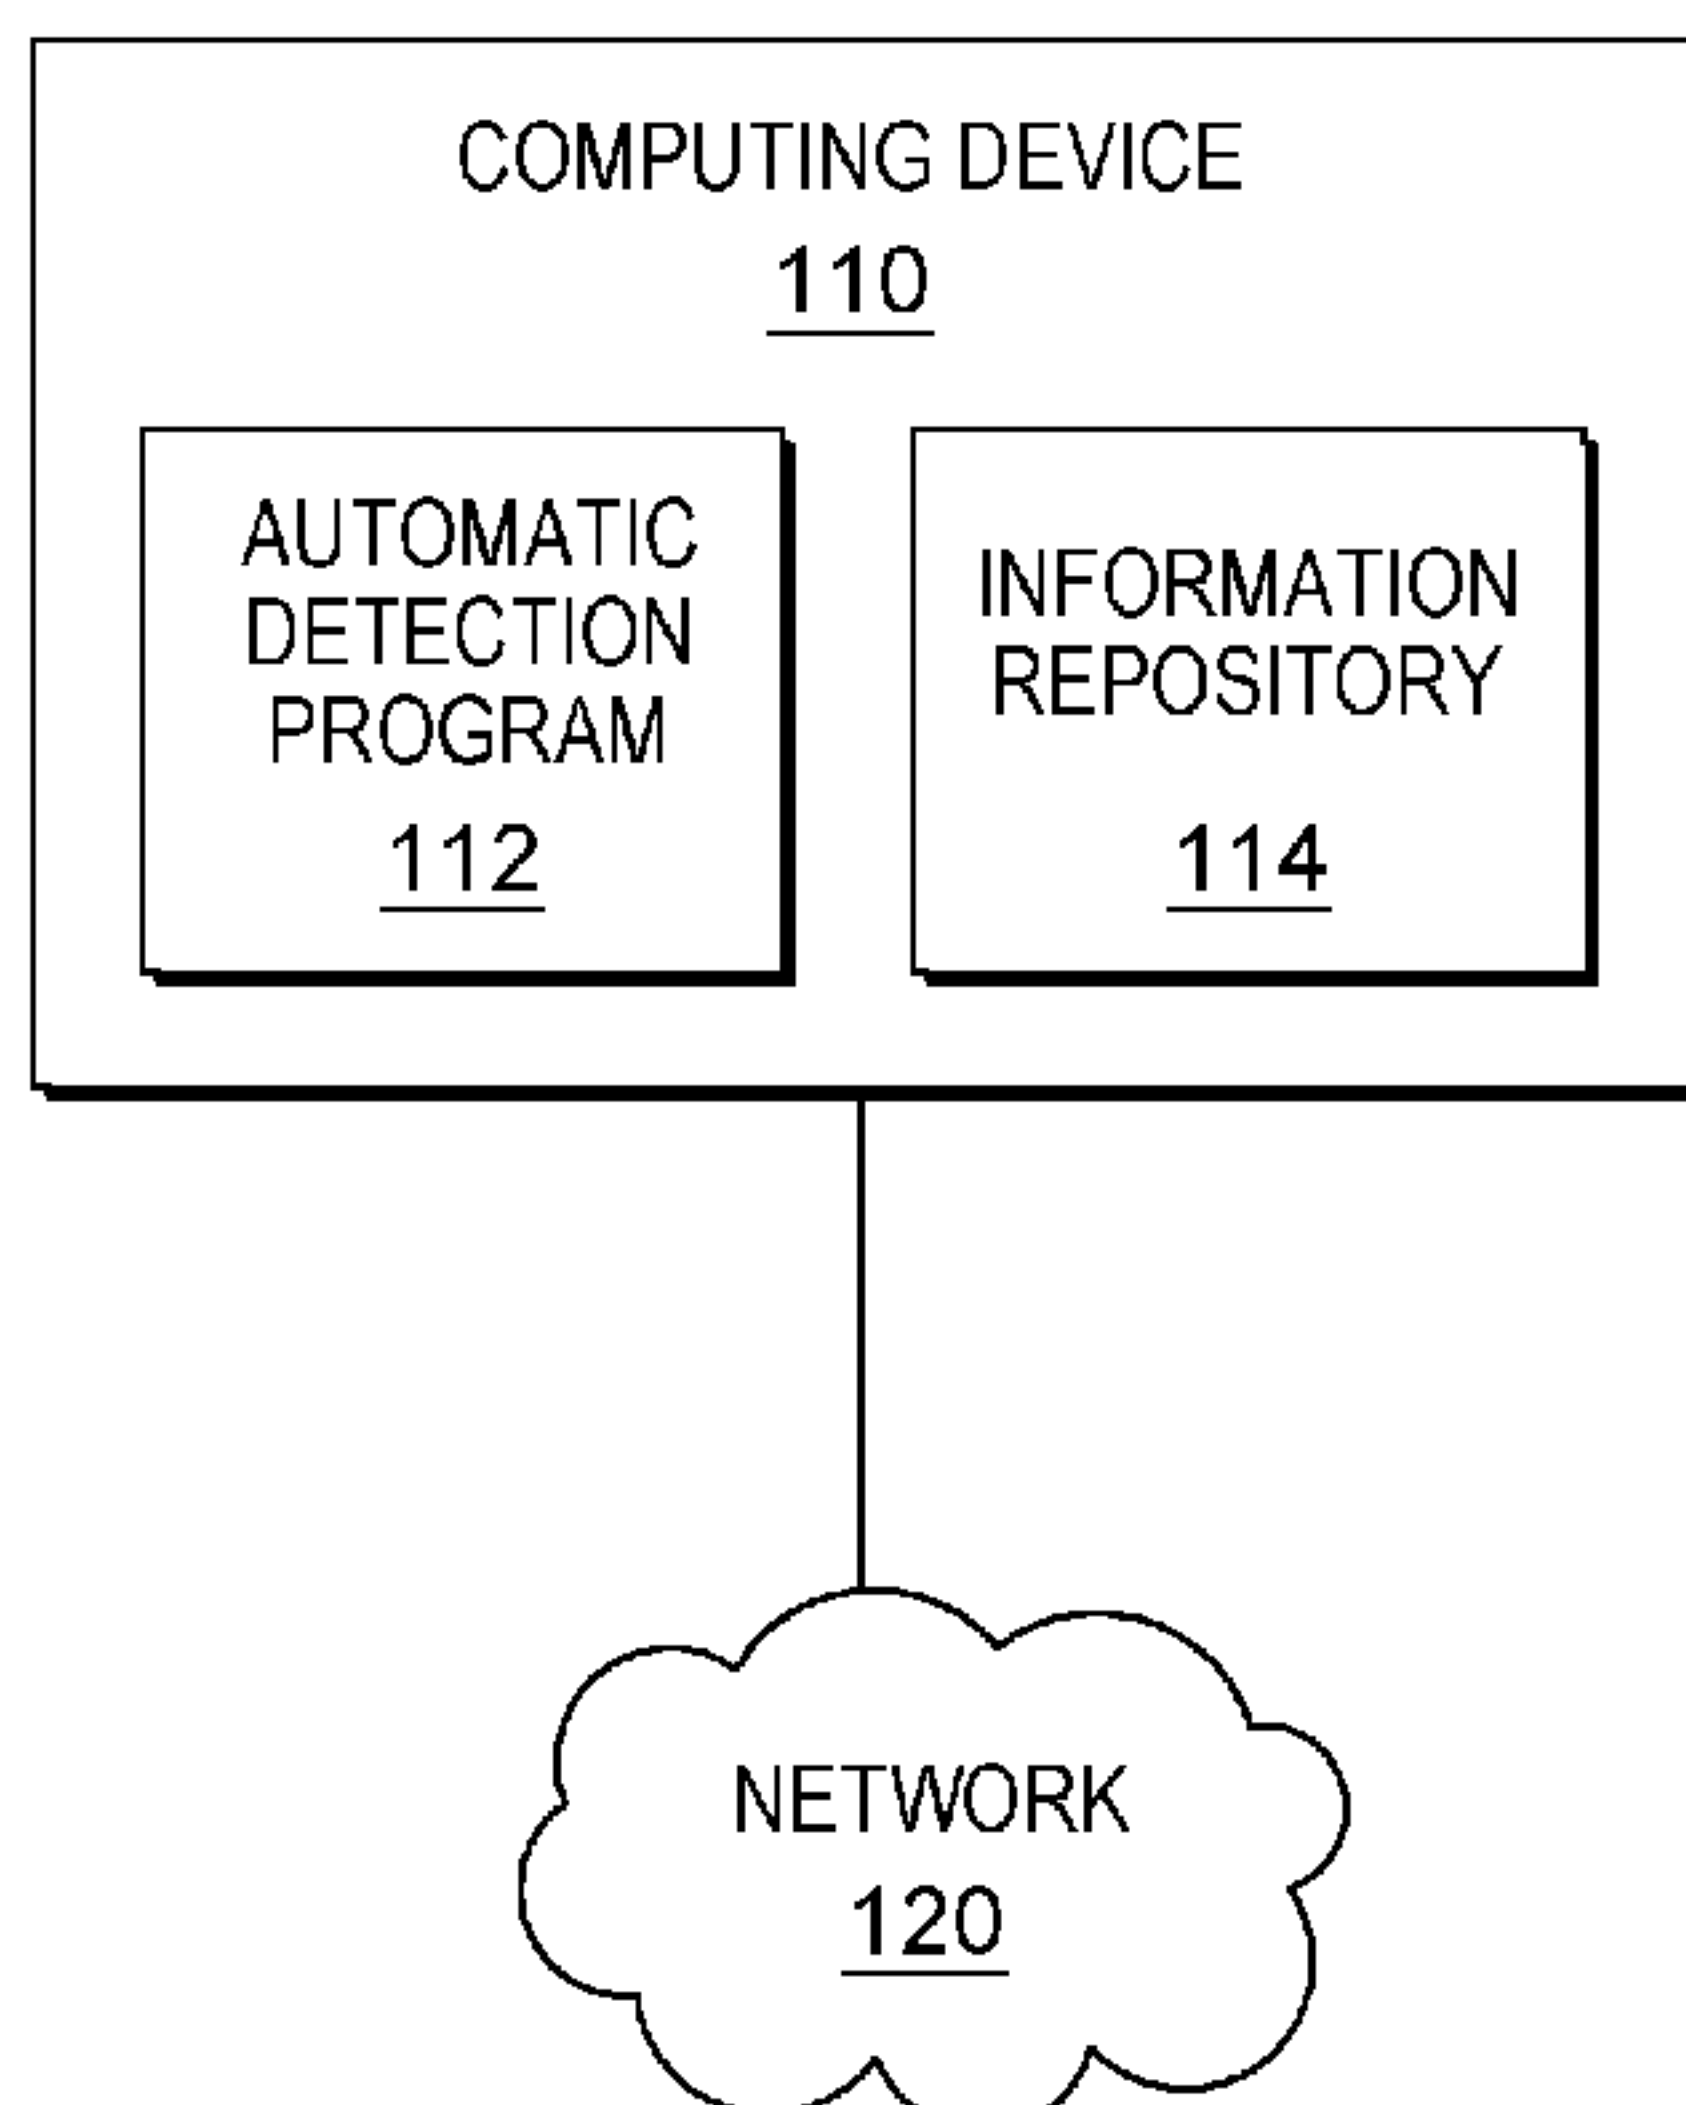 COMPUTING DEVICE
110
AUTOMATIC
DETECTION
PROGRAM
112
INFORMATION
REPOSITORY
114
NETWORK
120